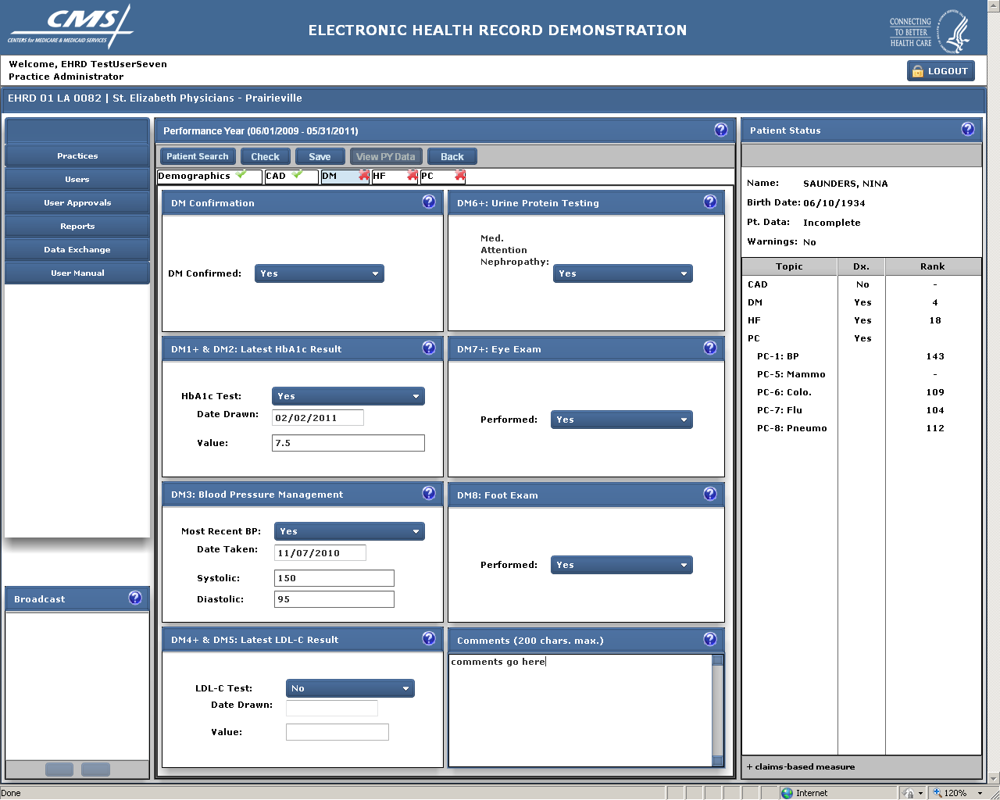 CMS
CENTERS for MEDICARE & MEDICAID SERVICES
ELECTRONIC HEALTH RECORD DEMONSTRATION
CONNECTING
TO BETTER
HEALTH CARE
Welcome, EHRD TestUserSeven
Practice Administrator
LOGOUT
EHRD 01 LA 0082 | St. Elizabeth Physicians - Prairieville
Practices
Users
User Approvals
Reports
Data Exchange
User Manual
Broadcast
Performance Year (06/01/2009 - 05/31/2011)
Patient Search Check Save View PY Data Back
Demographics CAD DM HF PC
DM Confirmation
DM Confirmed: Yes
DM1+ & DM2: Latest HbA1c Result
HbA1c Test: Yes
Date Drawn: 02/02/2011
Value: 7.5
DM3: Blood Pressure Management
Most Recent BP: Yes
Date Taken: 11/07/2010
Systolic: 150
Diastolic: 95
DM4+ & DM5: Latest LDL-C Result
LDL-C Test: No
Date Drawn:
Value:
DM6+: Urine Protein Testing
Med.
Attention
Nephropathy: Yes
DM7+: Eye Exam
Performed: Yes
DM8: Foot Exam
Performed: Yes
Comments (200 chars. max.)
comments go here
Patient Status
Name: SAUNDERS, NINA
Birth Date: 06/10/1934
Pt. Data: Incomplete
Warnings: No
Topic Dx. Rank
CAD No -
DM Yes 4
HF Yes 18
PC Yes
PC-1: BP 143
PC-5: Mammo -
PC-6: Colo. 109
PC-7: Flu 104
PC-8: Pneumo 112
+ claims-based measure
Done Internet 120%